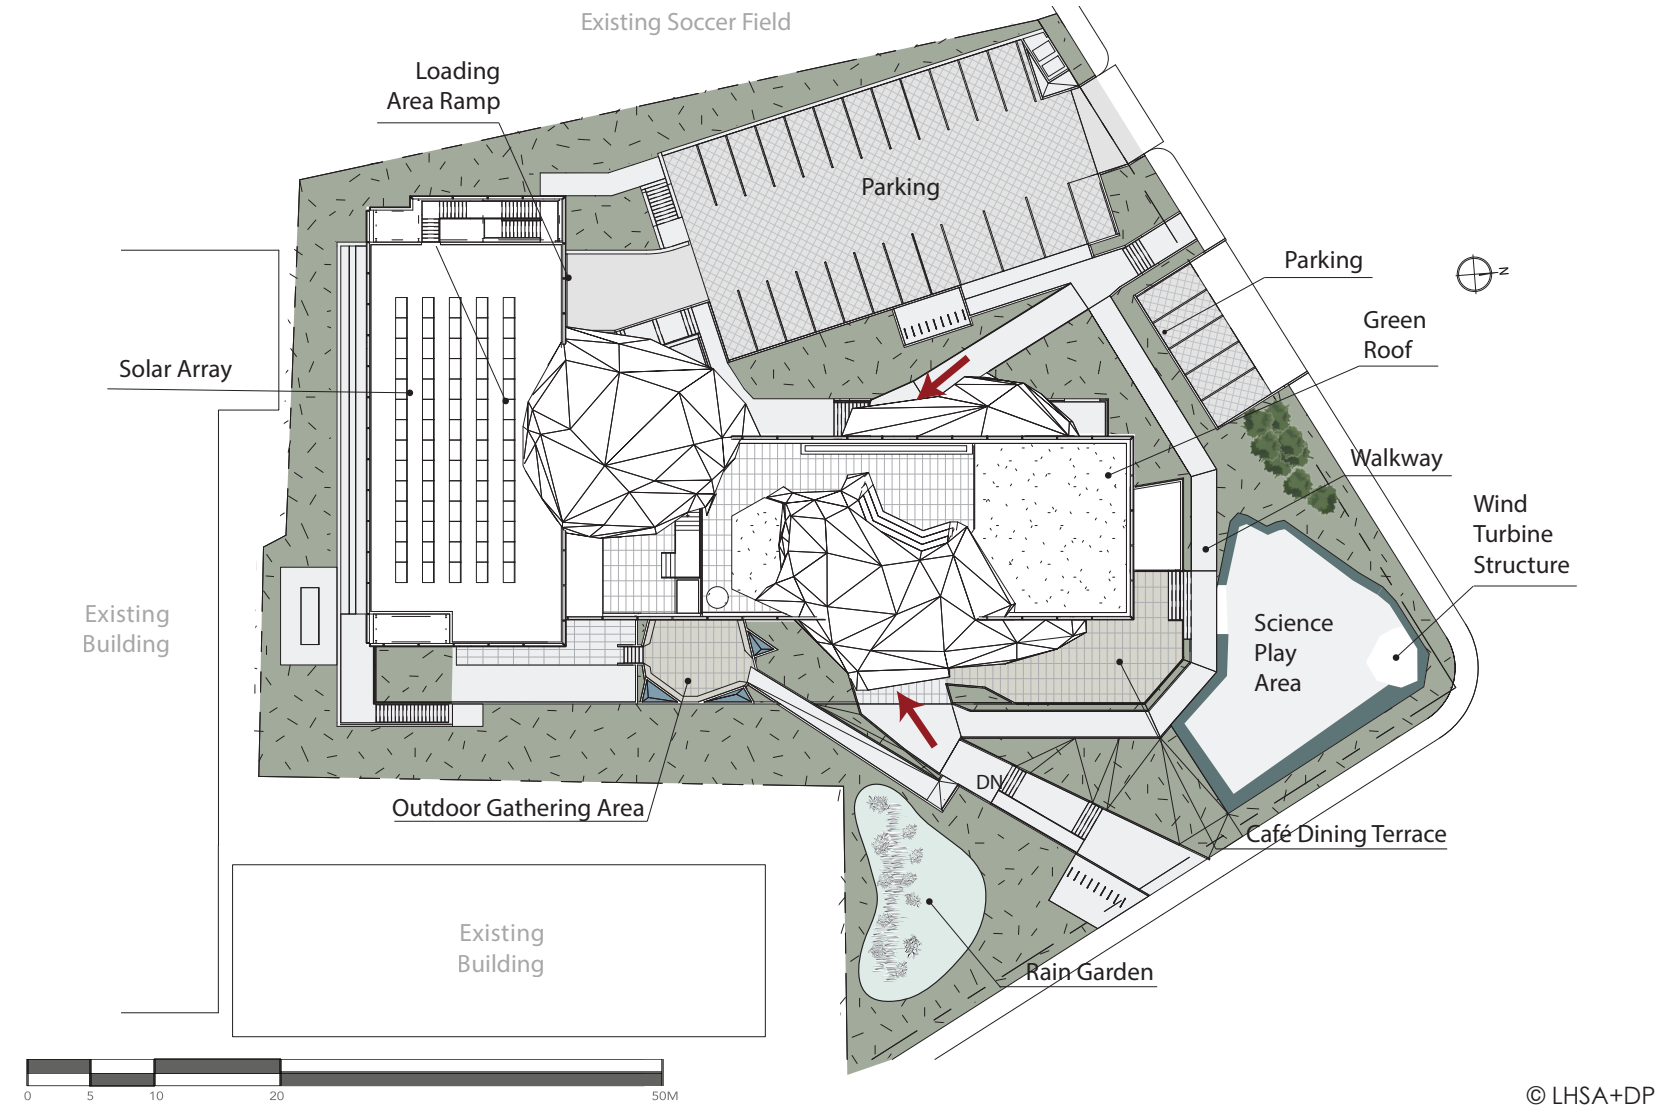 Existing Soccer Field
Loading
Area Ramp
Parking
Parking
N
Green
Roof
Solar Array
Walkway
Wind
Turbine
Structure
Existing
Building
Science
Play
Area
DN
Outdoor Gathering Area
Café Dining Terrace
Existing
Building
Rain Garden
0 5 10 20 50M
© LHSA+DP